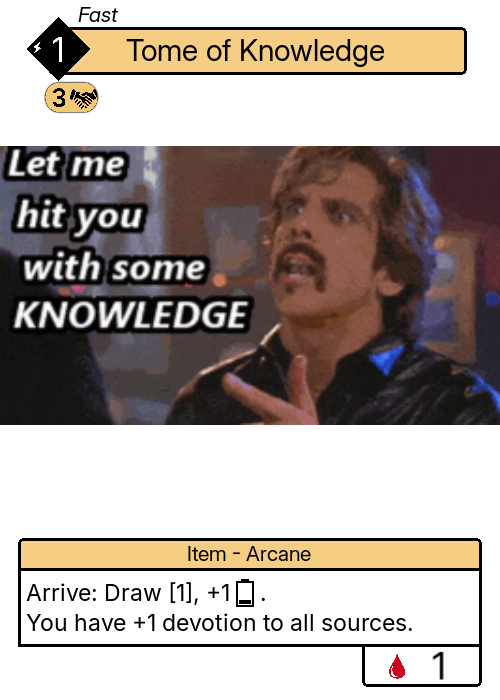 Fast
1
Tome of Knowledge
3
Let me
hit you
with some
KNOWLEDGE
Item - Arcane
Arrive: Draw [1], +1 .
You have +1 devotion to all sources.
1